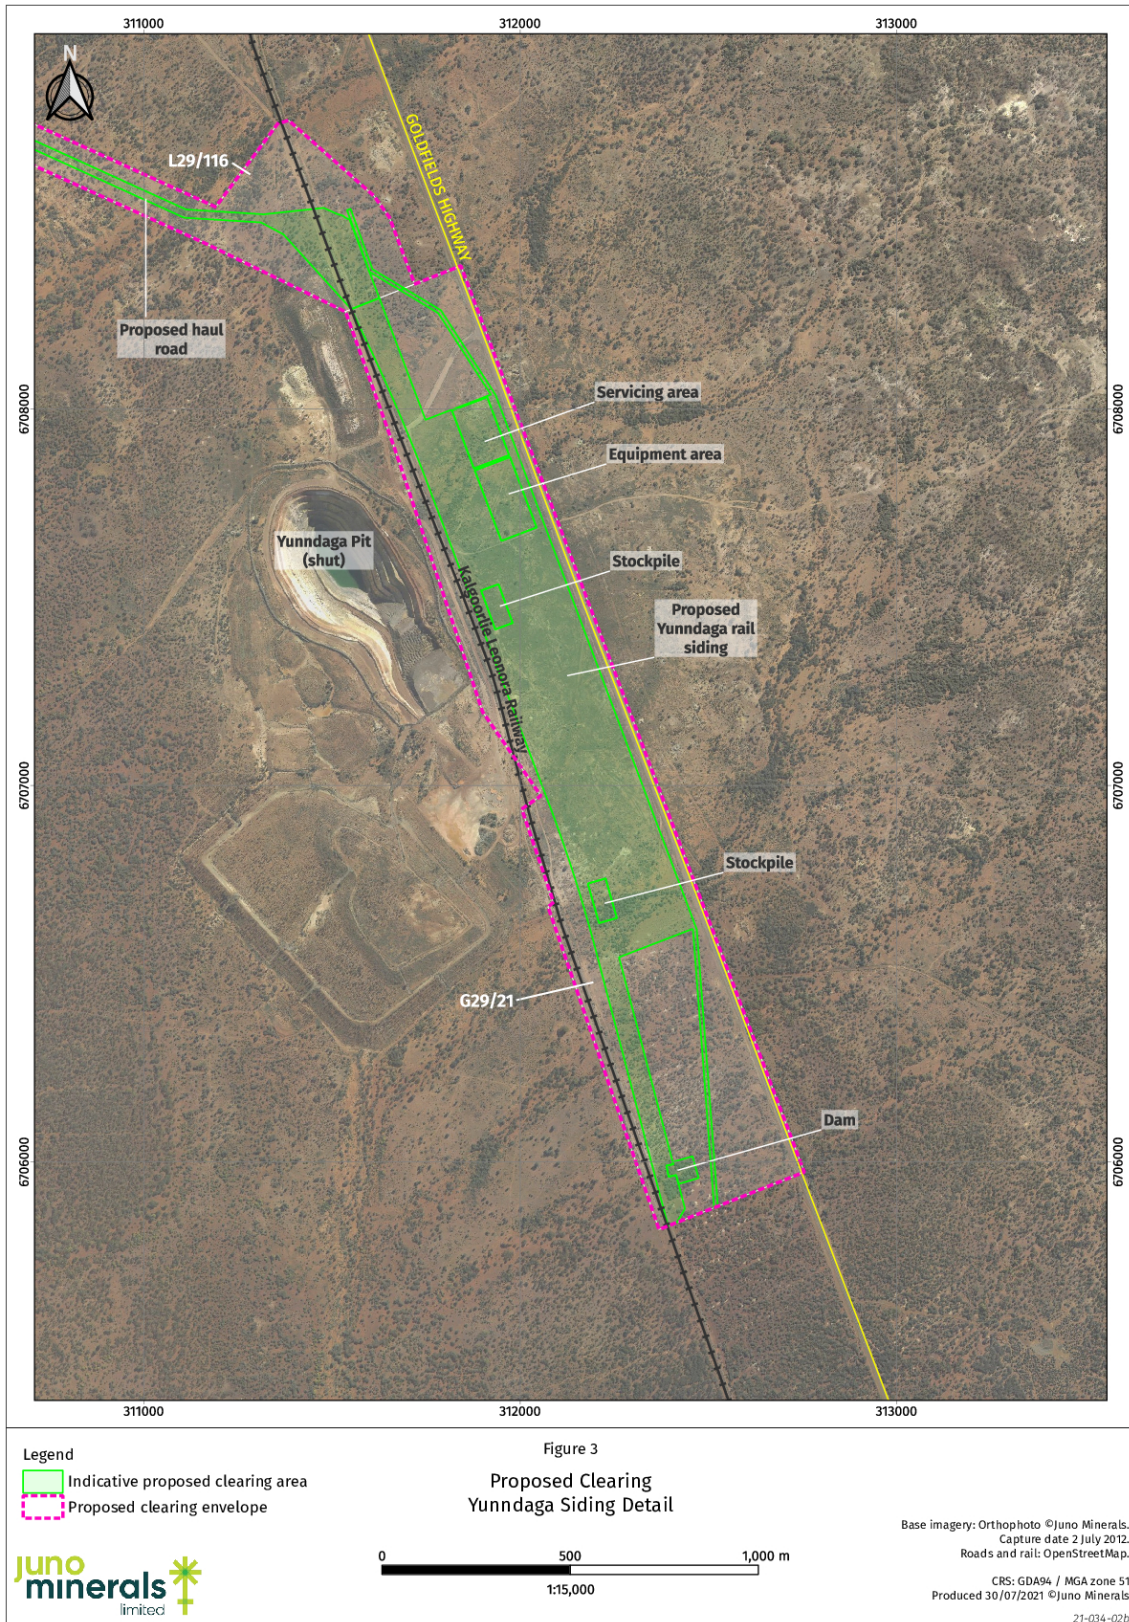 311000
312000
313000
N
GOLDFIELDS HIGHWAY
L29/116
Proposed haul
road
6708000
6708000
Servicing area
Equipment area
Yunndaga Pit
(shut)
Stockpile
Kalgoorlie Leonora Railway
Proposed
Yunndaga rail
siding
6707000
6707000
Stockpile
G29/21
Dam
6706000
6706000
311000
312000
313000
Legend
Indicative proposed clearing area
Proposed clearing envelope
Figure 3
Proposed Clearing
Yunndaga Siding Detail
0
500
1,000 m
1:15,000
Base imagery: Orthophoto ©Juno Minerals.
Capture date 2 July 2012.
Roads and rail: OpenStreetMap.
CRS: GDA94 / MGA zone 51
Produced 30/07/2021 ©Juno Minerals
21-034-02b
juno
minerals
limited